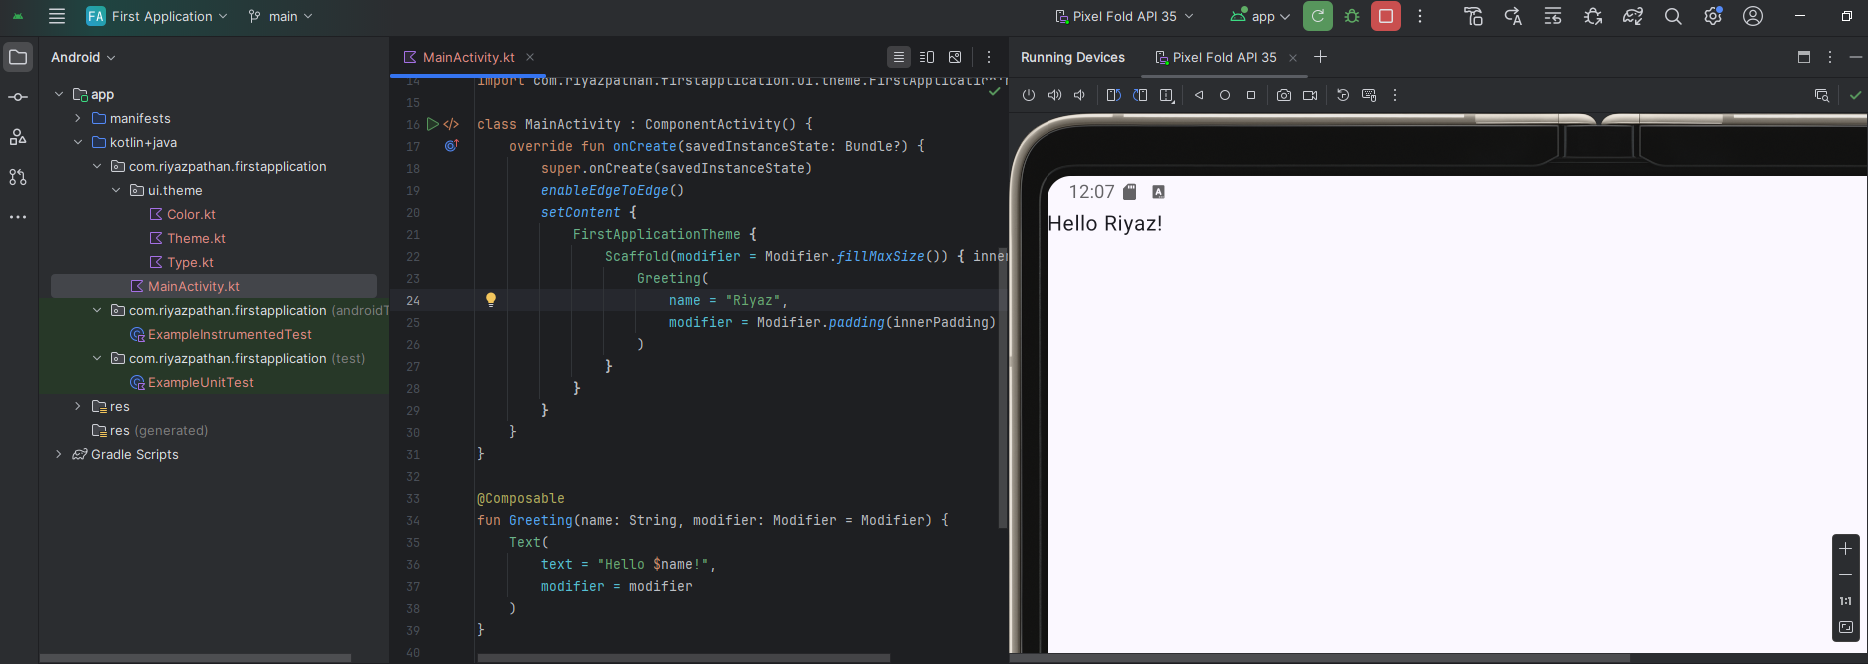 FA First Application main Pixel Fold API 35 app
Android
app
manifests
kotlin+java
com.riyazpathan.firstapplication
ui.theme
Color.kt
Theme.kt
Type.kt
MainActivity.kt
com.riyazpathan.firstapplication (androidT
ExampleInstrumentedTest
com.riyazpathan.firstapplication (test)
ExampleUnitTest
res
res (generated)
Gradle Scripts
MainActivity.kt
14 import com.riyazpathan.firstapplication.ui.theme.FirstApplicationTh
15
16 class MainActivity : ComponentActivity() {
17 override fun onCreate(savedInstanceState: Bundle?) {
18 super.onCreate(savedInstanceState)
19 enableEdgeToEdge()
20 setContent {
21 FirstApplicationTheme {
22 Scaffold(modifier = Modifier.fillMaxSize()) { inner
23 Greeting(
24 name = "Riyaz",
25 modifier = Modifier.padding(innerPadding)
26 )
27 }
28 }
29 }
30 }
31 }
32
33 @Composable
34 fun Greeting(name: String, modifier: Modifier = Modifier) {
35 Text(
36 text = "Hello $name!",
37 modifier = modifier
38 )
39 }
40
Running Devices Pixel Fold API 35
12:07 A
Hello Riyaz!
1:1